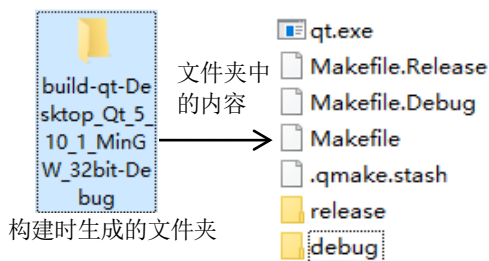 build-qt-De
sktop_Qt_5_
10_1_MinG
W_32bit-De
bug
构建时生成的文件夹
文件夹中
的内容
qt.exe
Makefile.Release
Makefile.Debug
Makefile
.qmake.stash
release
debug